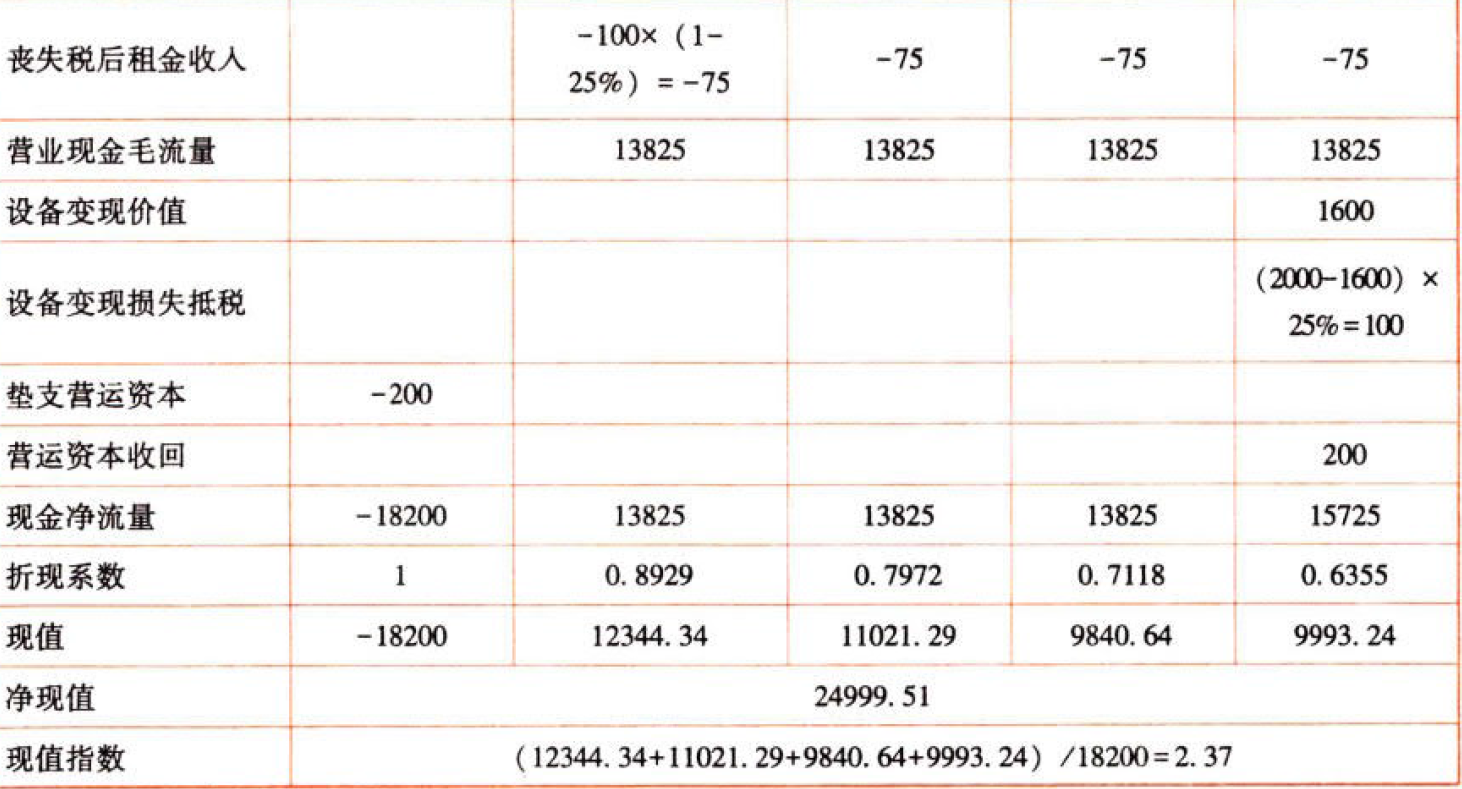 丧失税后租金收入 -100×（1- -75 -75 -75
25%）=-75
营业现金毛流量 13825 13825 13825 13825
设备变现价值 1600
设备变现损失抵税 （2000-1600）×
25%=100
垫支营运资本 -200
营运资本收回 200
现金净流量 -18200 13825 13825 13825 15725
折现系数 1 0.8929 0.7972 0.7118 0.6355
现值 -18200 12344.34 11021.29 9840.64 9993.24
净现值 24999.51
现值指数 （12344.34+11021.29+9840.64+9993.24）/18200=2.37